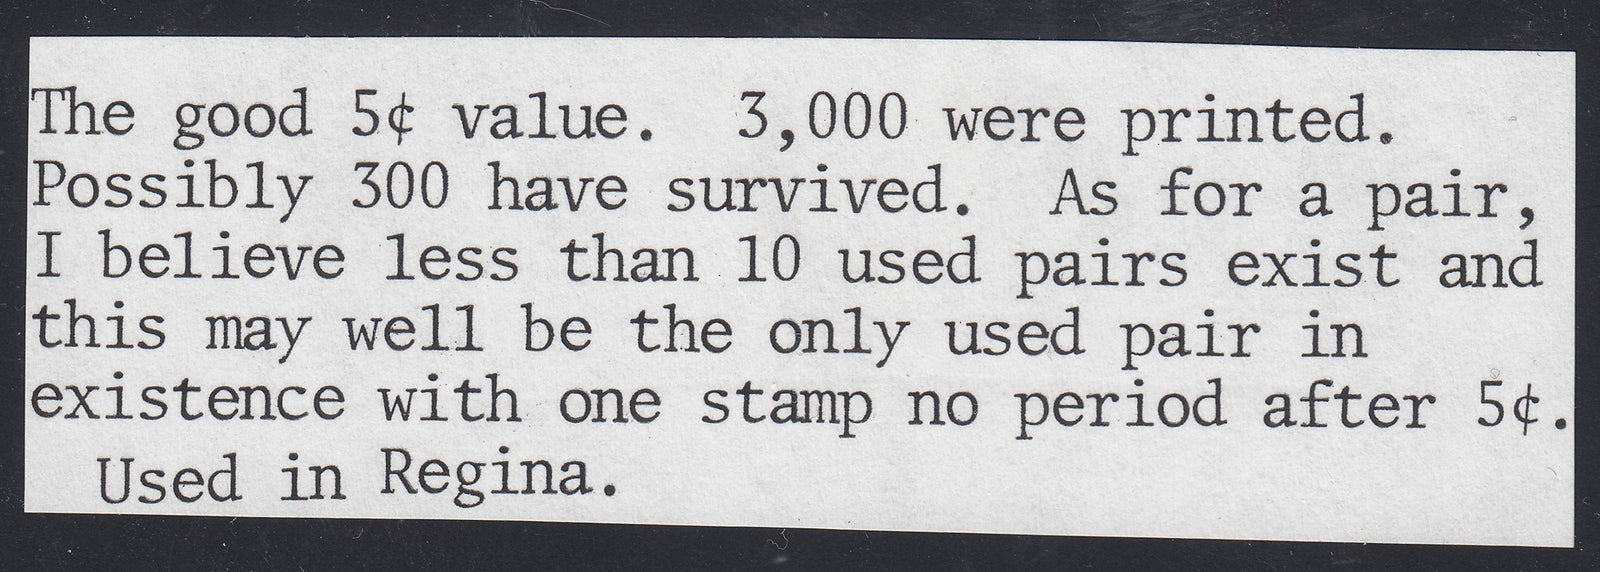 The good 5¢ value.  3,000 were printed.
Possibly 300 have survived.  As for a pair,
I believe less than 10 used pairs exist and
this may well be the only used pair in
existence with one stamp no period after 5¢.
Used in Regina.